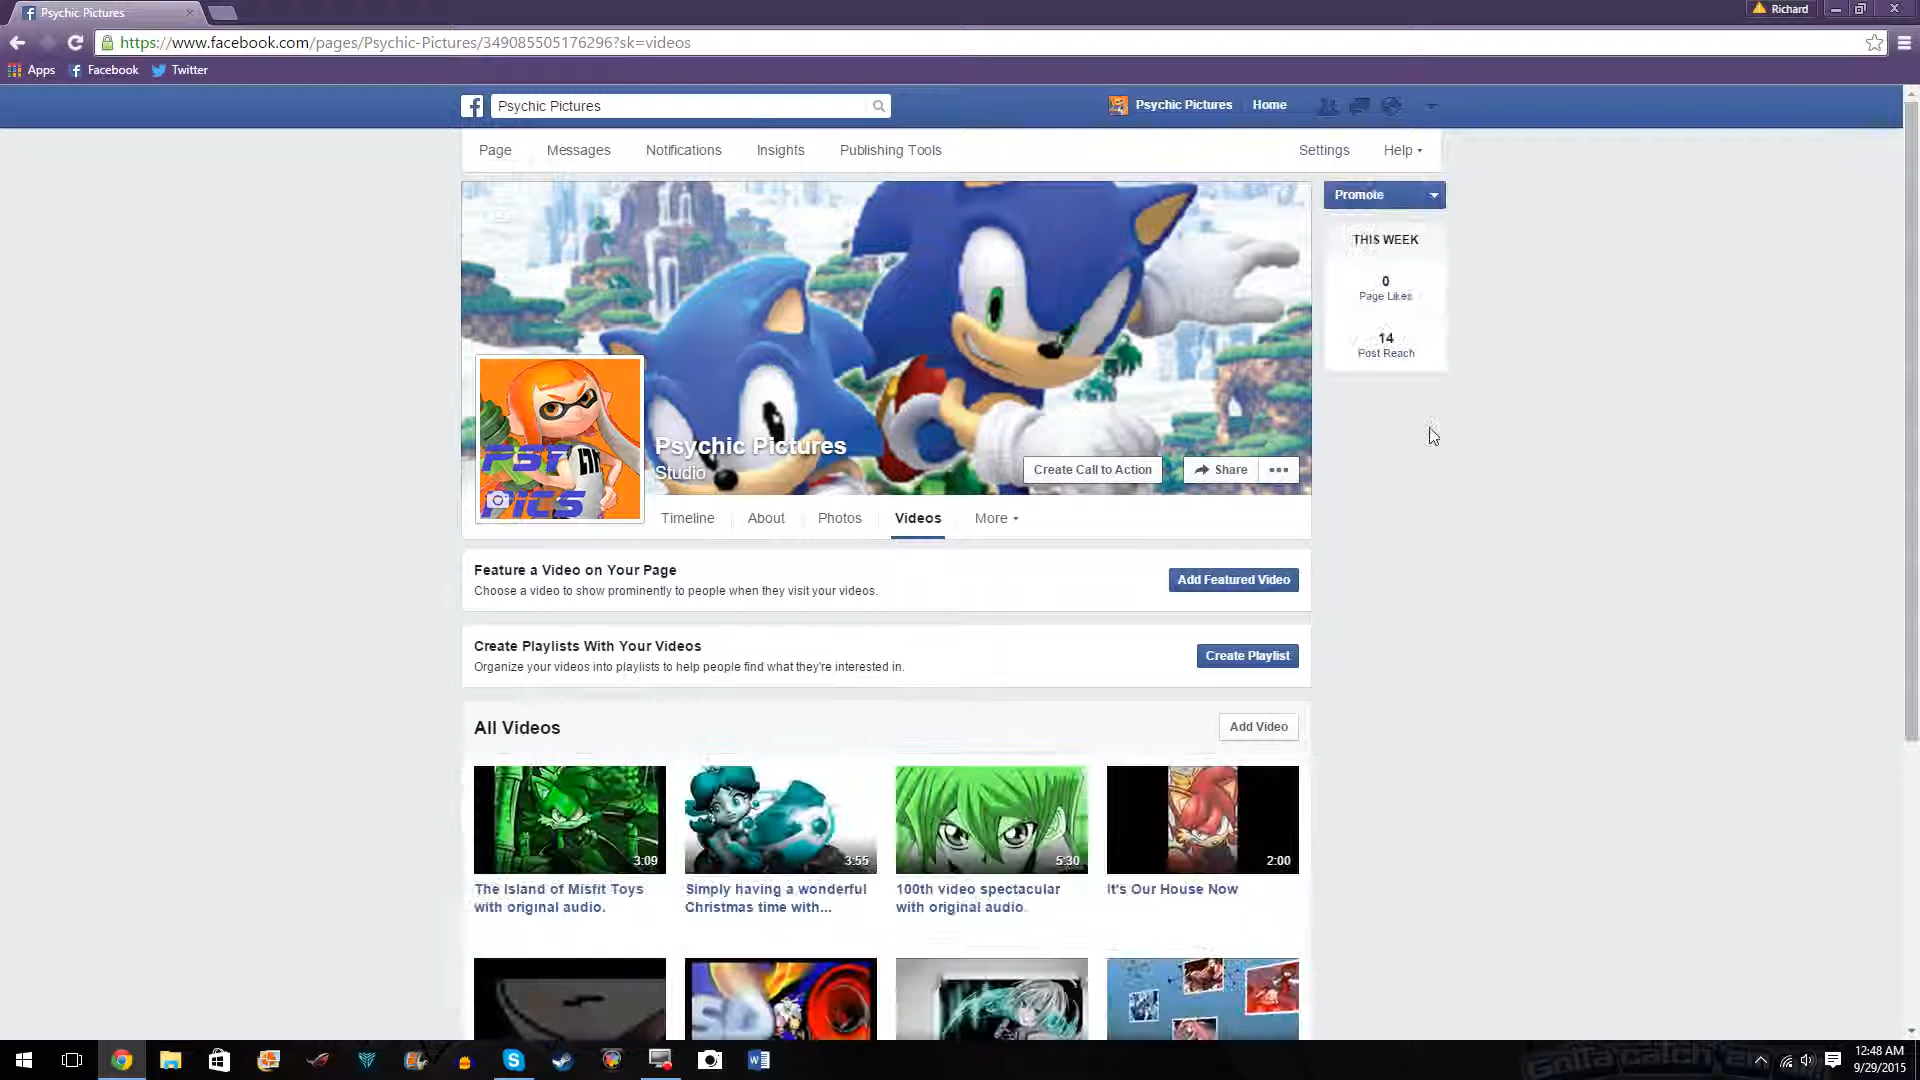 Psychic Pictures
Richard
https://www.facebook.com/pages/Psychic-Pictures/349085505176296?sk=videos
Apps Facebook Twitter
Psychic Pictures
Psychic Pictures Home
Page Messages Notifications Insights Publishing Tools Settings Help
Promote
THIS WEEK
0
Page Likes
14
Post Reach
PSY
PICS
Psychic Pictures
Studio
Create Call to Action Share
Timeline About Photos Videos More
Feature a Video on Your Page
Choose a video to show prominently to people when they visit your videos.
Add Featured Video
Create Playlists With Your Videos
Organize your videos into playlists to help people find what they're interested in.
Create Playlist
All Videos
Add Video
3:09 3:55 5:30 2:00
The Island of Misfit Toys
with original audio.
Simply having a wonderful
Christmas time with...
100th video spectacular
with original audio
It's Our House Now
12:48 AM
9/29/2015